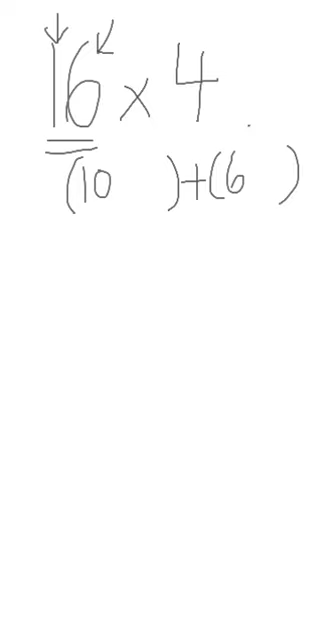 16 × 4
(10 ) + (6 )